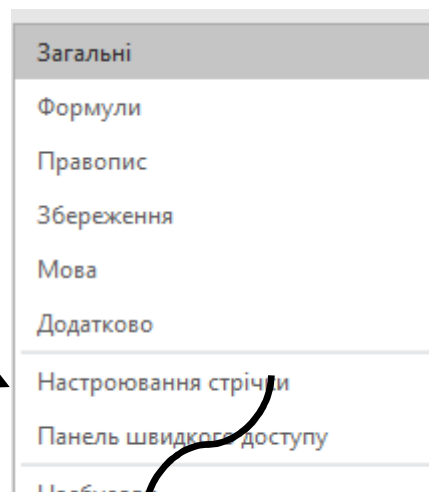 Загальні
Формули
Правопис
Збереження
Мова
Додатково
Настроювання стрічки
Панель швидкого доступу